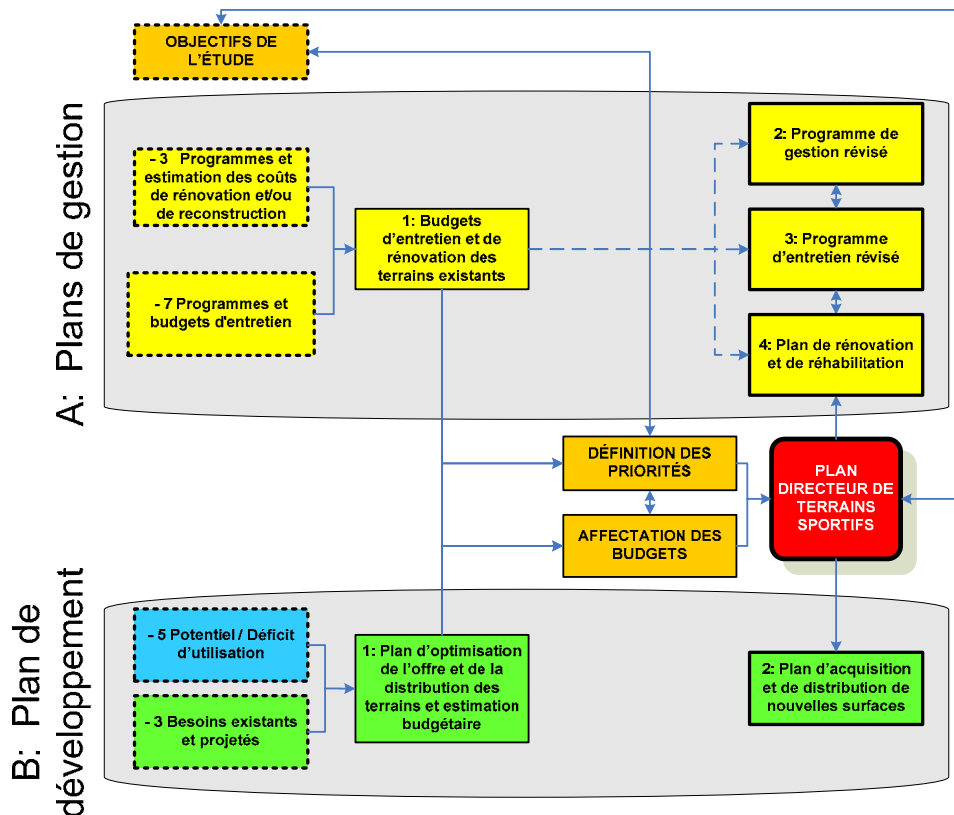 OBJECTIFS DE
L'ÉTUDE
A: Plans de gestion
- 3 Programmes et
estimation des coûts
de rénovation et/ou
de reconstruction
- 7 Programmes et
budgets d'entretien
1: Budgets
d'entretien et de
rénovation des
terrains existants
2: Programme de
gestion révisé
3: Programme
d'entretien révisé
4: Plan de rénovation
et de réhabilitation
DÉFINITION DES
PRIORITÉS
AFFECTATION DES
BUDGETS
PLAN
DIRECTEUR DE
TERRAINS
SPORTIFS
B: Plan de
développement
- 5 Potentiel / Déficit
d'utilisation
- 3 Besoins existants
et projetés
1: Plan d'optimisation
de l'offre et de la
distribution des
terrains et estimation
budgétaire
2: Plan d'acquisition
et de distribution de
nouvelles surfaces